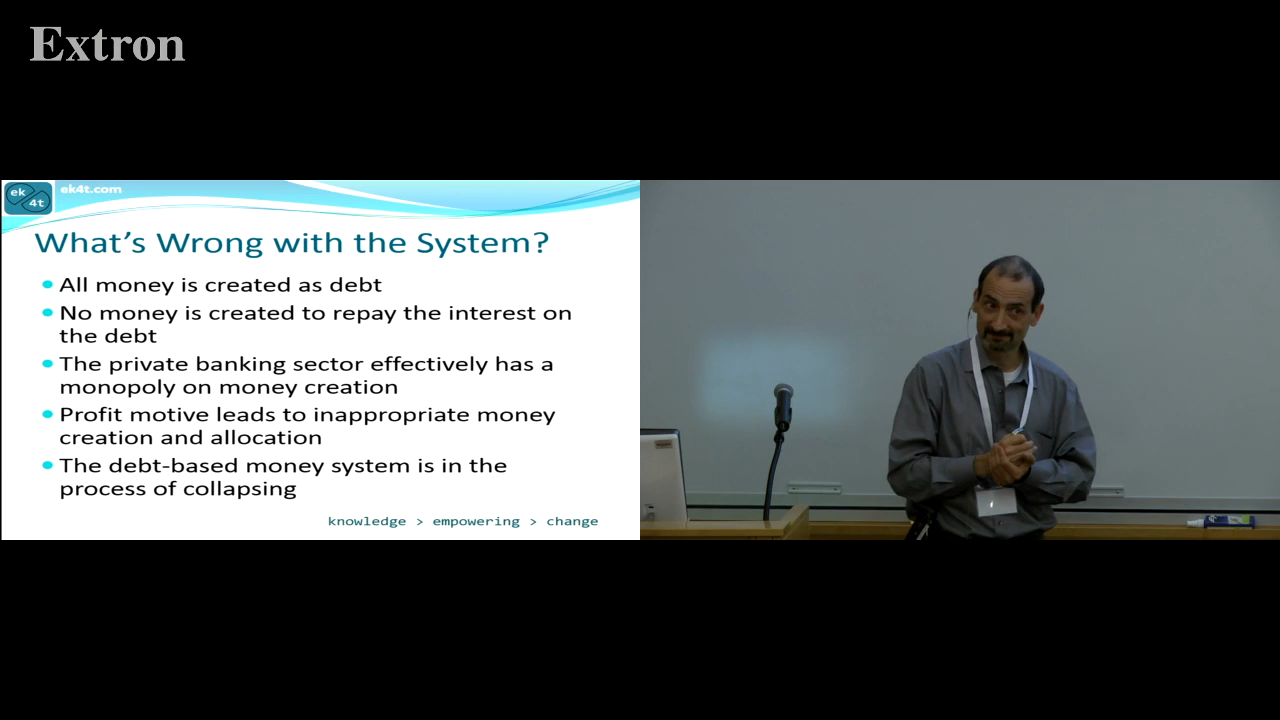 Extron
ek
4t
ek4t.com
What's Wrong with the System?
All money is created as debt
No money is created to repay the interest on
the debt
The private banking sector effectively has a
monopoly on money creation
Profit motive leads to inappropriate money
creation and allocation
The debt-based money system is in the
process of collapsing
knowledge > empowering > change